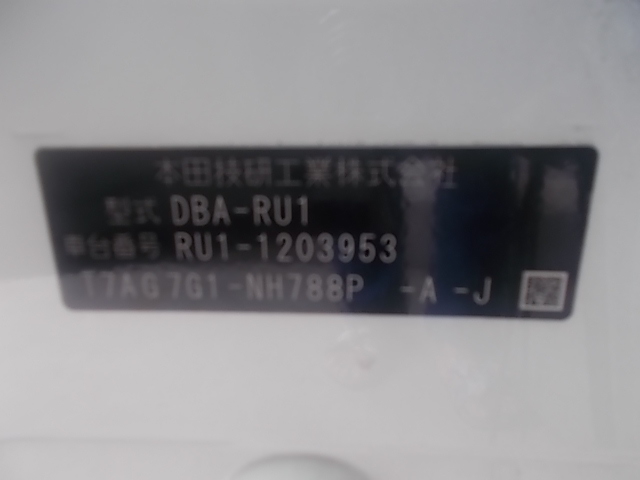 本田技研工業株式会社
型式 DBA-RU1
車台番号 RU1-1203953
T7AG7G1-NH788P -A -J